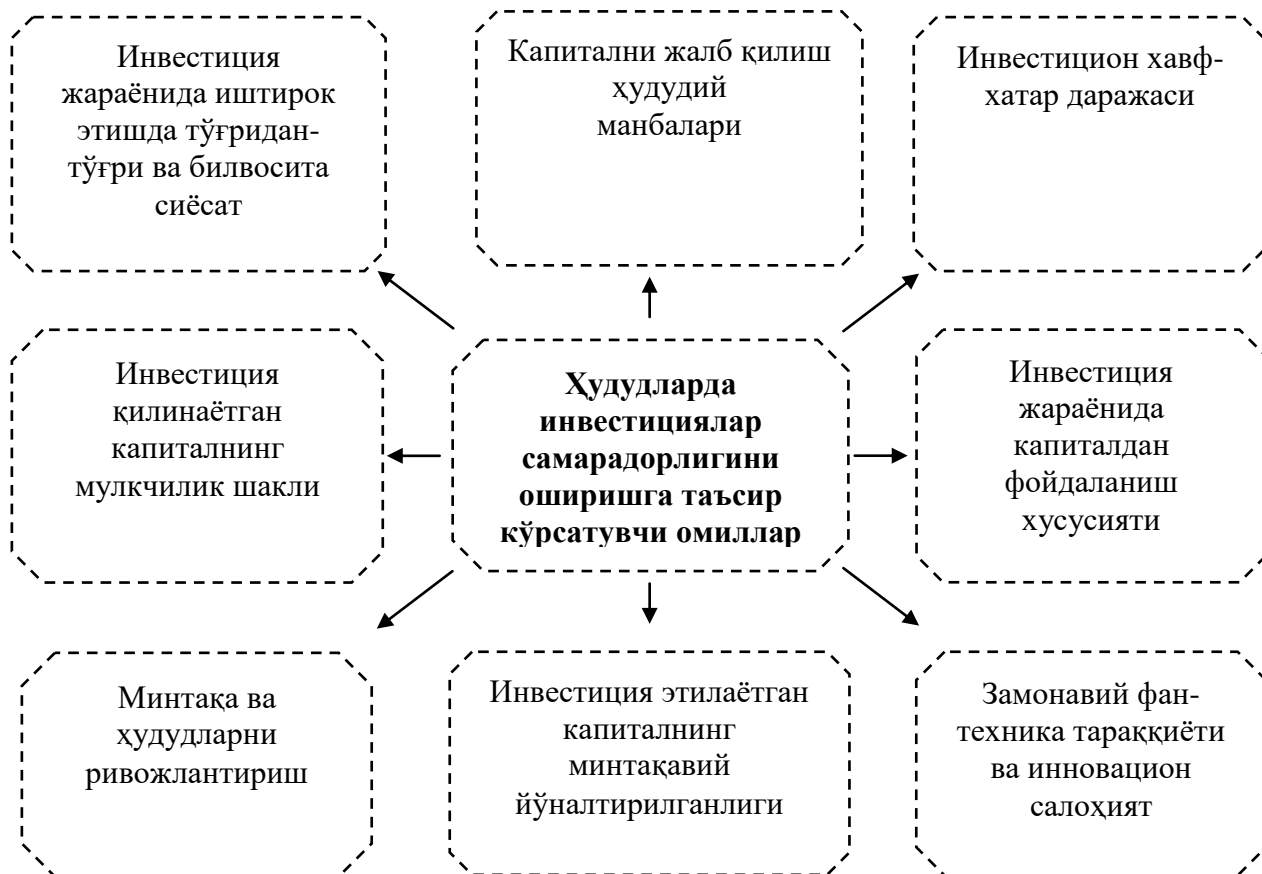 Инвестиция
жараёнида иштирок
этишда тўғридан-
тўғри ва билвосита
сиёсат
Капитални жалб қилиш
ҳудудий
манбалари
Инвестицион хавф-
хатар даражаси
Инвестиция
қилинаётган
капиталнинг
мулкчилик шакли
Ҳудудларда
инвестициялар
самарадорлигини
оширишга таъсир
кўрсатувчи омиллар
Инвестиция
жараёнида
капиталдан
фойдаланиш
хусусияти
Минтақа ва
ҳудудларни
ривожлантириш
Инвестиция этилаётган
капиталнинг
минтақавий
йўналтирилганлиги
Замонавий фан-
техника тараққиёти
ва инновацион
салоҳият